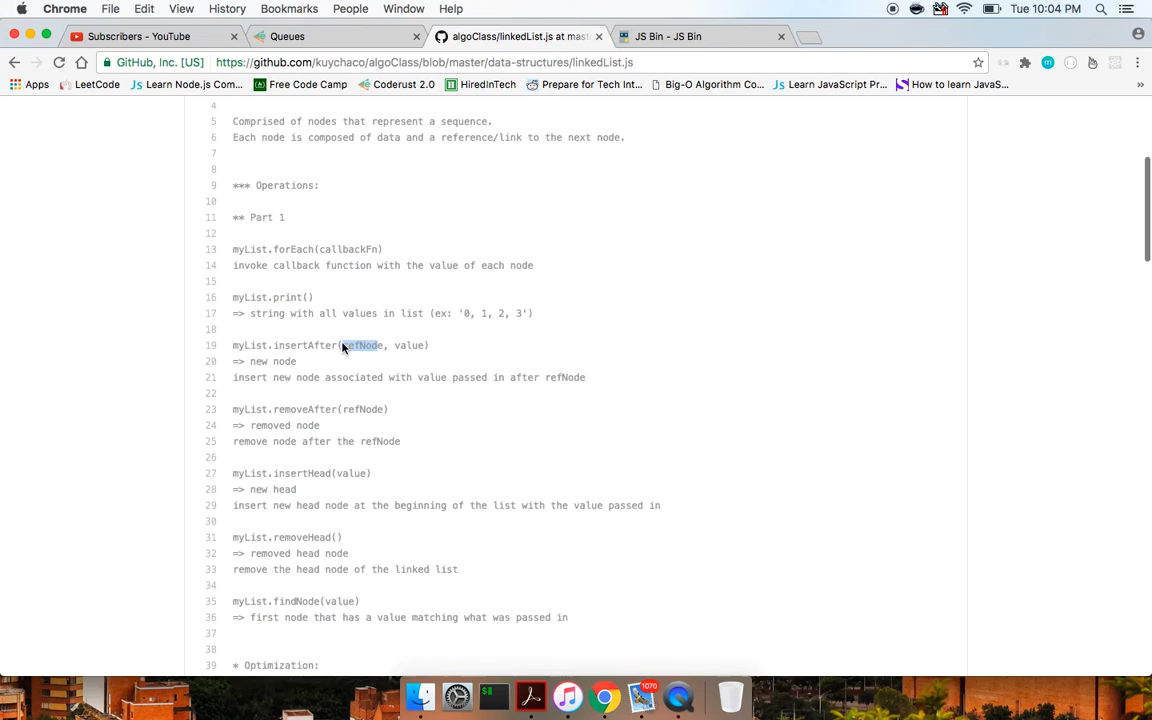 Chrome File Edit View History Bookmarks People Window Help Tue 10:04 PM
Subscribers - YouTube × Queues × algoClass/linkedList.js at mast × JS Bin - JS Bin ×
GitHub, Inc. [US] https://github.com/kuychaco/algoClass/blob/master/data-structures/linkedList.js
Apps LeetCode Learn Node.js Com... Free Code Camp Coderust 2.0 HiredInTech Prepare for Tech Int... Big-O Algorithm Co... Learn JavaScript Pr... How to learn JavaS... »
4
5 Comprised of nodes that represent a sequence.
6 Each node is composed of data and a reference/link to the next node.
7
8
9 *** Operations:
10
11 ** Part 1
12
13 myList.forEach(callbackFn)
14 invoke callback function with the value of each node
15
16 myList.print()
17 => string with all values in list (ex: '0, 1, 2, 3')
18
19 myList.insertAfter(refNode, value)
20 => new node
21 insert new node associated with value passed in after refNode
22
23 myList.removeAfter(refNode)
24 => removed node
25 remove node after the refNode
26
27 myList.insertHead(value)
28 => new head
29 insert new head node at the beginning of the list with the value passed in
30
31 myList.removeHead()
32 => removed head node
33 remove the head node of the linked list
34
35 myList.findNode(value)
36 => first node that has a value matching what was passed in
37
38
39 * Optimization:
1070